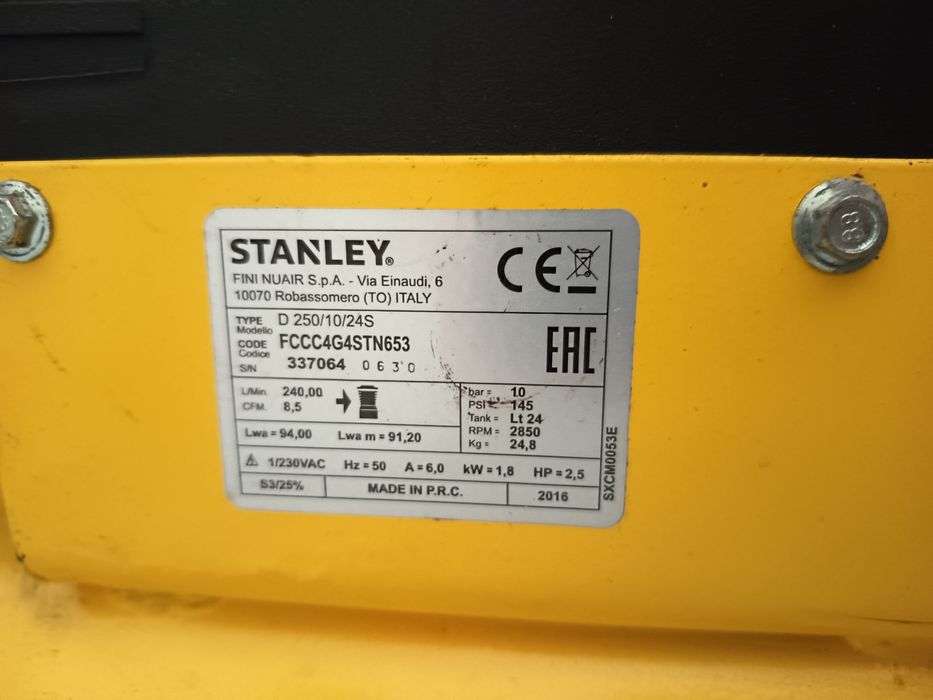 STANLEY®
FINI NUAIR S.p.A. - Via Einaudi, 6
10070 Robassomero (TO) ITALY
CE
TYPE D 250/10/24S
Modello
CODE FCCC4G4STN653
Codice
S/N 337064 0630
EAC
L/Min. 240,00
CFM. 8,5
bar = 10
PSI = 145
Tank = Lt 24
RPM = 2850
Kg = 24,8
Lwa = 94,00 Lwa m = 91,20
1/230VAC Hz = 50 A = 6,0 kW = 1,8 HP = 2,5
S3/25% MADE IN P.R.C. 2016
SXCM0053E